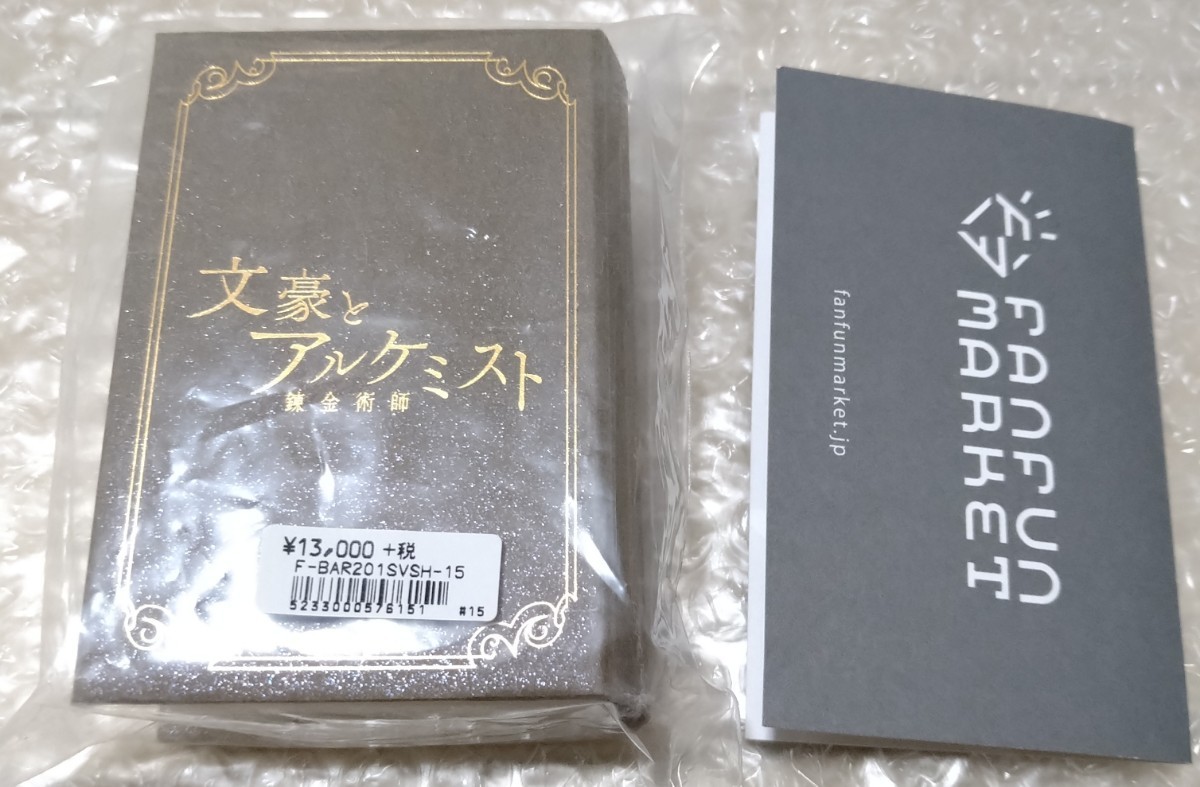 文豪と
アルケミスト
錬金術師
¥13,000 +税
F-BAR201SVSH-15
5233000576151 #15
FANFUN
MARKET
fanfunmarket.jp